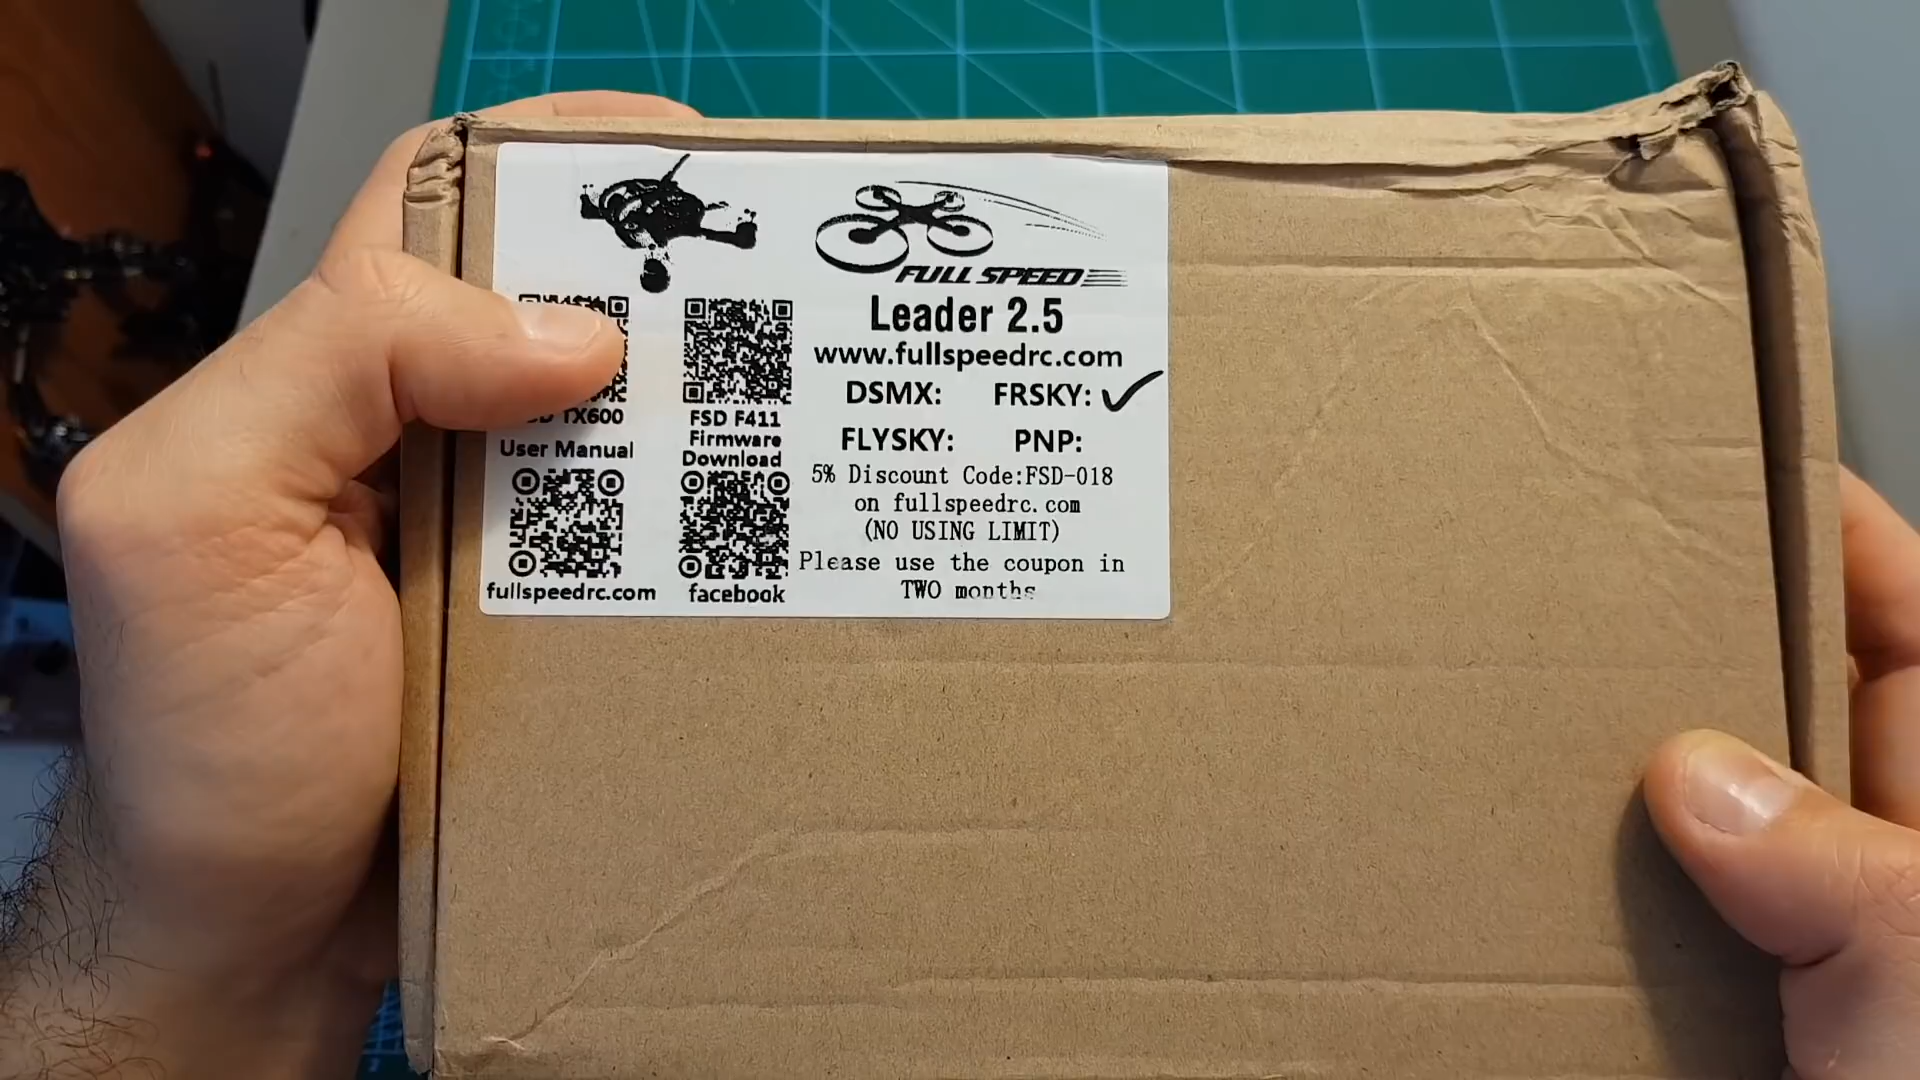 FULL SPEED
Leader 2.5
www.fullspeedrc.com
DSMX: FRSKY: ✓
FLYSKY: PNP:
5% Discount Code:FSD-018
on fullspeedrc.com
(NO USING LIMIT)
Please use the coupon in
TWO months
TX600
User Manual
FSD F411
Firmware
Download
fullspeedrc.com
facebook